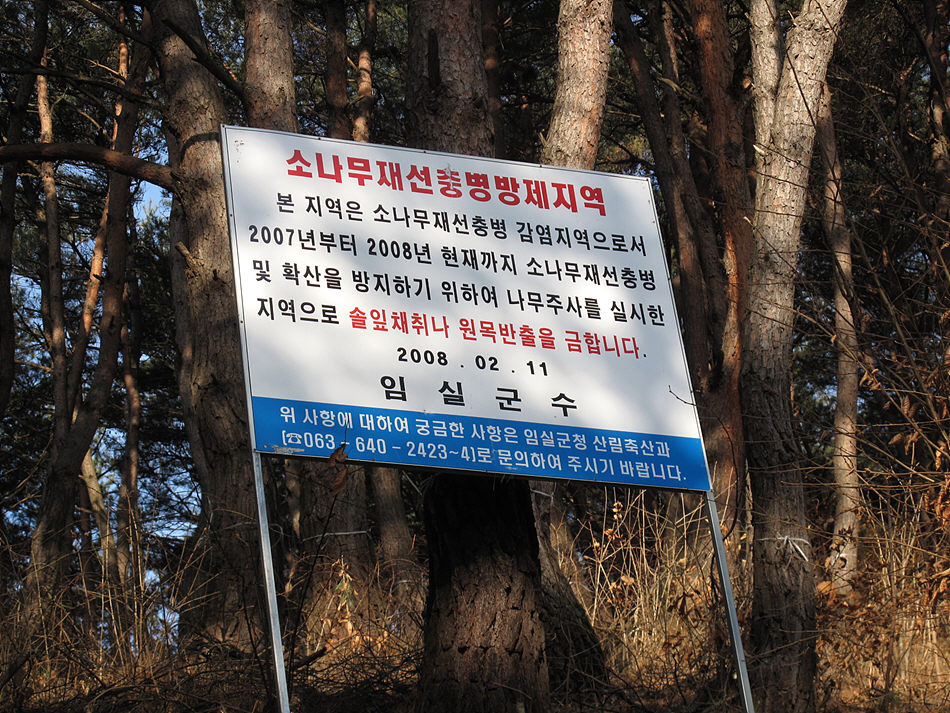 소나무재선충병방제지역
본 지역은 소나무재선충병 감염지역으로서
2007년부터 2008년 현재까지 소나무재선충병
및 확산을 방지하기 위하여 나무주사를 실시한
지역으로 솔잎채취나 원목반출을 금합니다.
2008 . 02 . 11
임 실 군 수
위 사항에 대하여 궁금한 사항은 임실군청 산림축산과
(☎063 - 640 - 2423~4)로 문의하여 주시기 바랍니다.